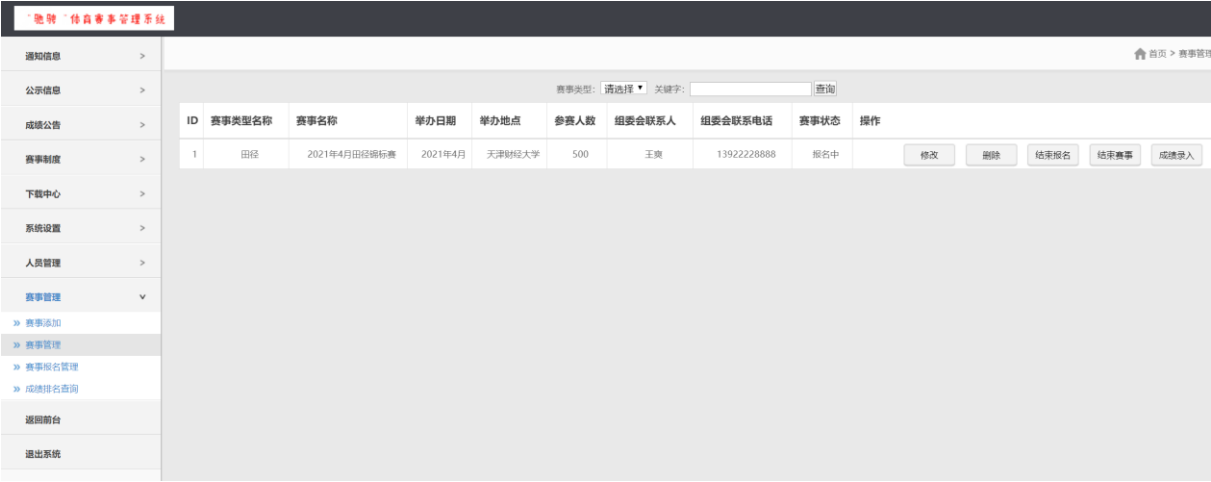 “驰骋“体育赛事管理系统
首页 > 赛事管理
通知信息 >
公示信息 >
成绩公告 >
赛事制度 >
下载中心 >
系统设置 >
人员管理 >
赛事管理 ∨
» 赛事添加
» 赛事管理
» 赛事报名管理
» 成绩排名查询
返回前台
退出系统
赛事类型: 请选择▼ 关键字: 查询
ID 赛事类型名称 赛事名称 举办日期 举办地点 参赛人数 组委会联系人 组委会联系电话 赛事状态 操作
1 田径 2021年4月田径锦标赛 2021年4月 天津财经大学 500 王爽 13922228888 报名中 修改 删除 结束报名 结束赛事 成绩录入